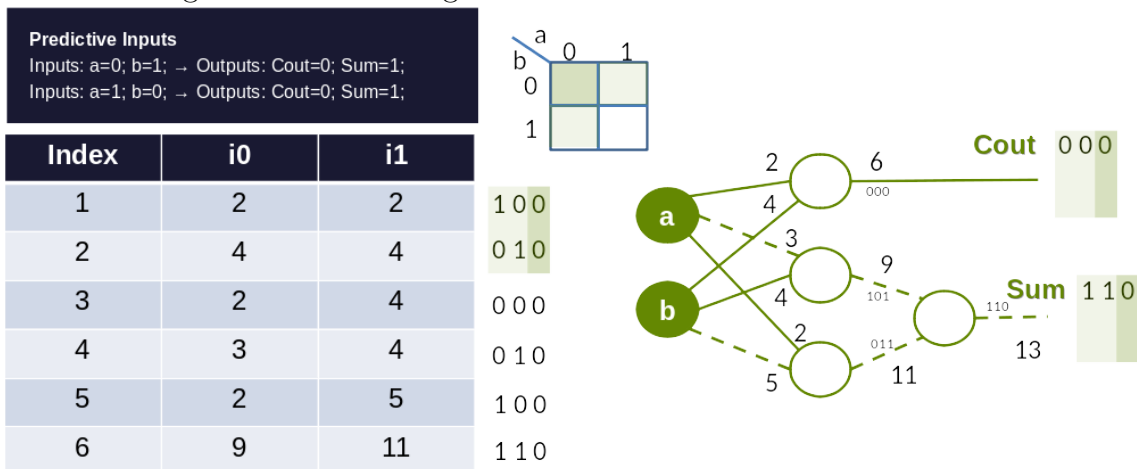 Predictive Inputs
Inputs: a=0; b=1; → Outputs: Cout=0; Sum=1;
Inputs: a=1; b=0; → Outputs: Cout=0; Sum=1;
a
b
0 1
0
1
Index i0 i1
1 2 2 1 0 0
2 4 4 0 1 0
3 2 4 0 0 0
4 3 4 0 1 0
5 2 5 1 0 0
6 9 11 1 1 0
a
b
2
4
6
000
Cout 0 0 0
3
4
9
101
2
5
011
11
110
13
Sum 1 1 0